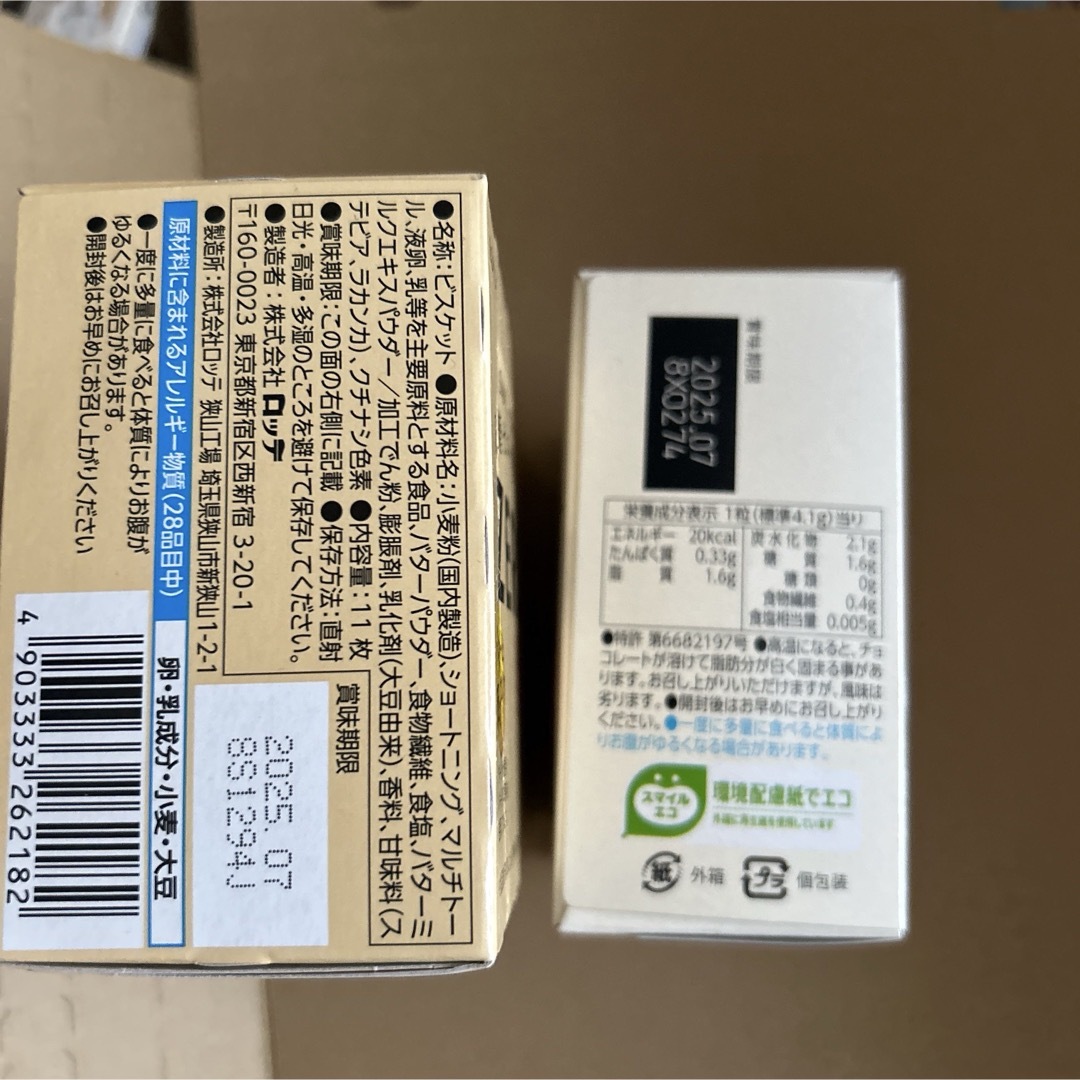 ●名称:ビスケット ●原材料名:小麦粉(国内製造)、ショートニング、マルチトー
ル、液卵、乳等を主要原料とする食品、バターパウダー、食物繊維、食塩、バターミ
ルクエキスパウダー/加工でん粉、膨脹剤、乳化剤(大豆由来)、香料、甘味料(ス
テビア、ラカンカ)、クチナシ色素 ●内容量:11枚
●賞味期限:この面の右側に記載 ●保存方法:直射
日光・高温・多湿のところを避けて保存してください。
●製造者:株式会社 ロッテ
〒160-0023 東京都新宿区西新宿 3-20-1
●製造所:株式会社ロッテ 狭山工場 埼玉県狭山市新狭山1-2-1
原材料に含まれるアレルギー物質(28品目中) 卵・乳成分・小麦・大豆
●一度に多量に食べると体質によりお腹が
ゆるくなる場合があります。
●開封後はお早めにお召し上がりください
賞味期限
2025.07
881294J
4 903333 262182
賞味期限
2025.07
8X0274
栄養成分表示 1粒(標準4.1g)当り
エネルギー 20kcal
たんぱく質 0.33g
脂質 1.6g
炭水化物 2.1g
糖質 1.6g
糖類 0g
食物繊維 0.4g
食塩相当量 0.005g
●特許 第6682197号 ●高温になると、チョ
コレートが溶けて脂肪分が白く固まる事があ
ります。お召し上がりいただけますが、風味は
劣ります。●開封後はお早めにお召し上がり
ください。●一度に多量に食べると体質によ
りお腹がゆるくなる場合があります。
スマイル
エコ
環境配慮紙でエコ
外箱に再生紙を使用しています
紙 外箱
プラ 個包装